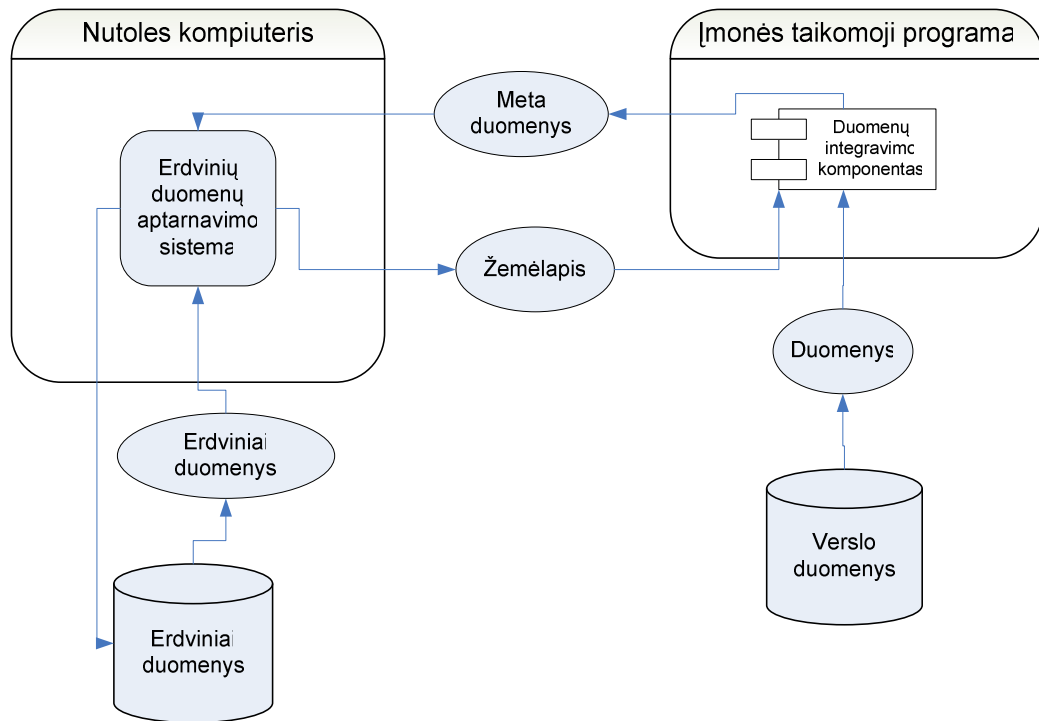 Nutoles kompiuteris
Įmonės taikomoji programa
Meta
duomenys
Duomenų
integravimo
komponentas
Erdvinių
duomenų
aptarnavimo
sistema
Žemėlapis
Duomenys
Erdviniai
duomenys
Verslo
duomenys
Erdviniai
duomenys